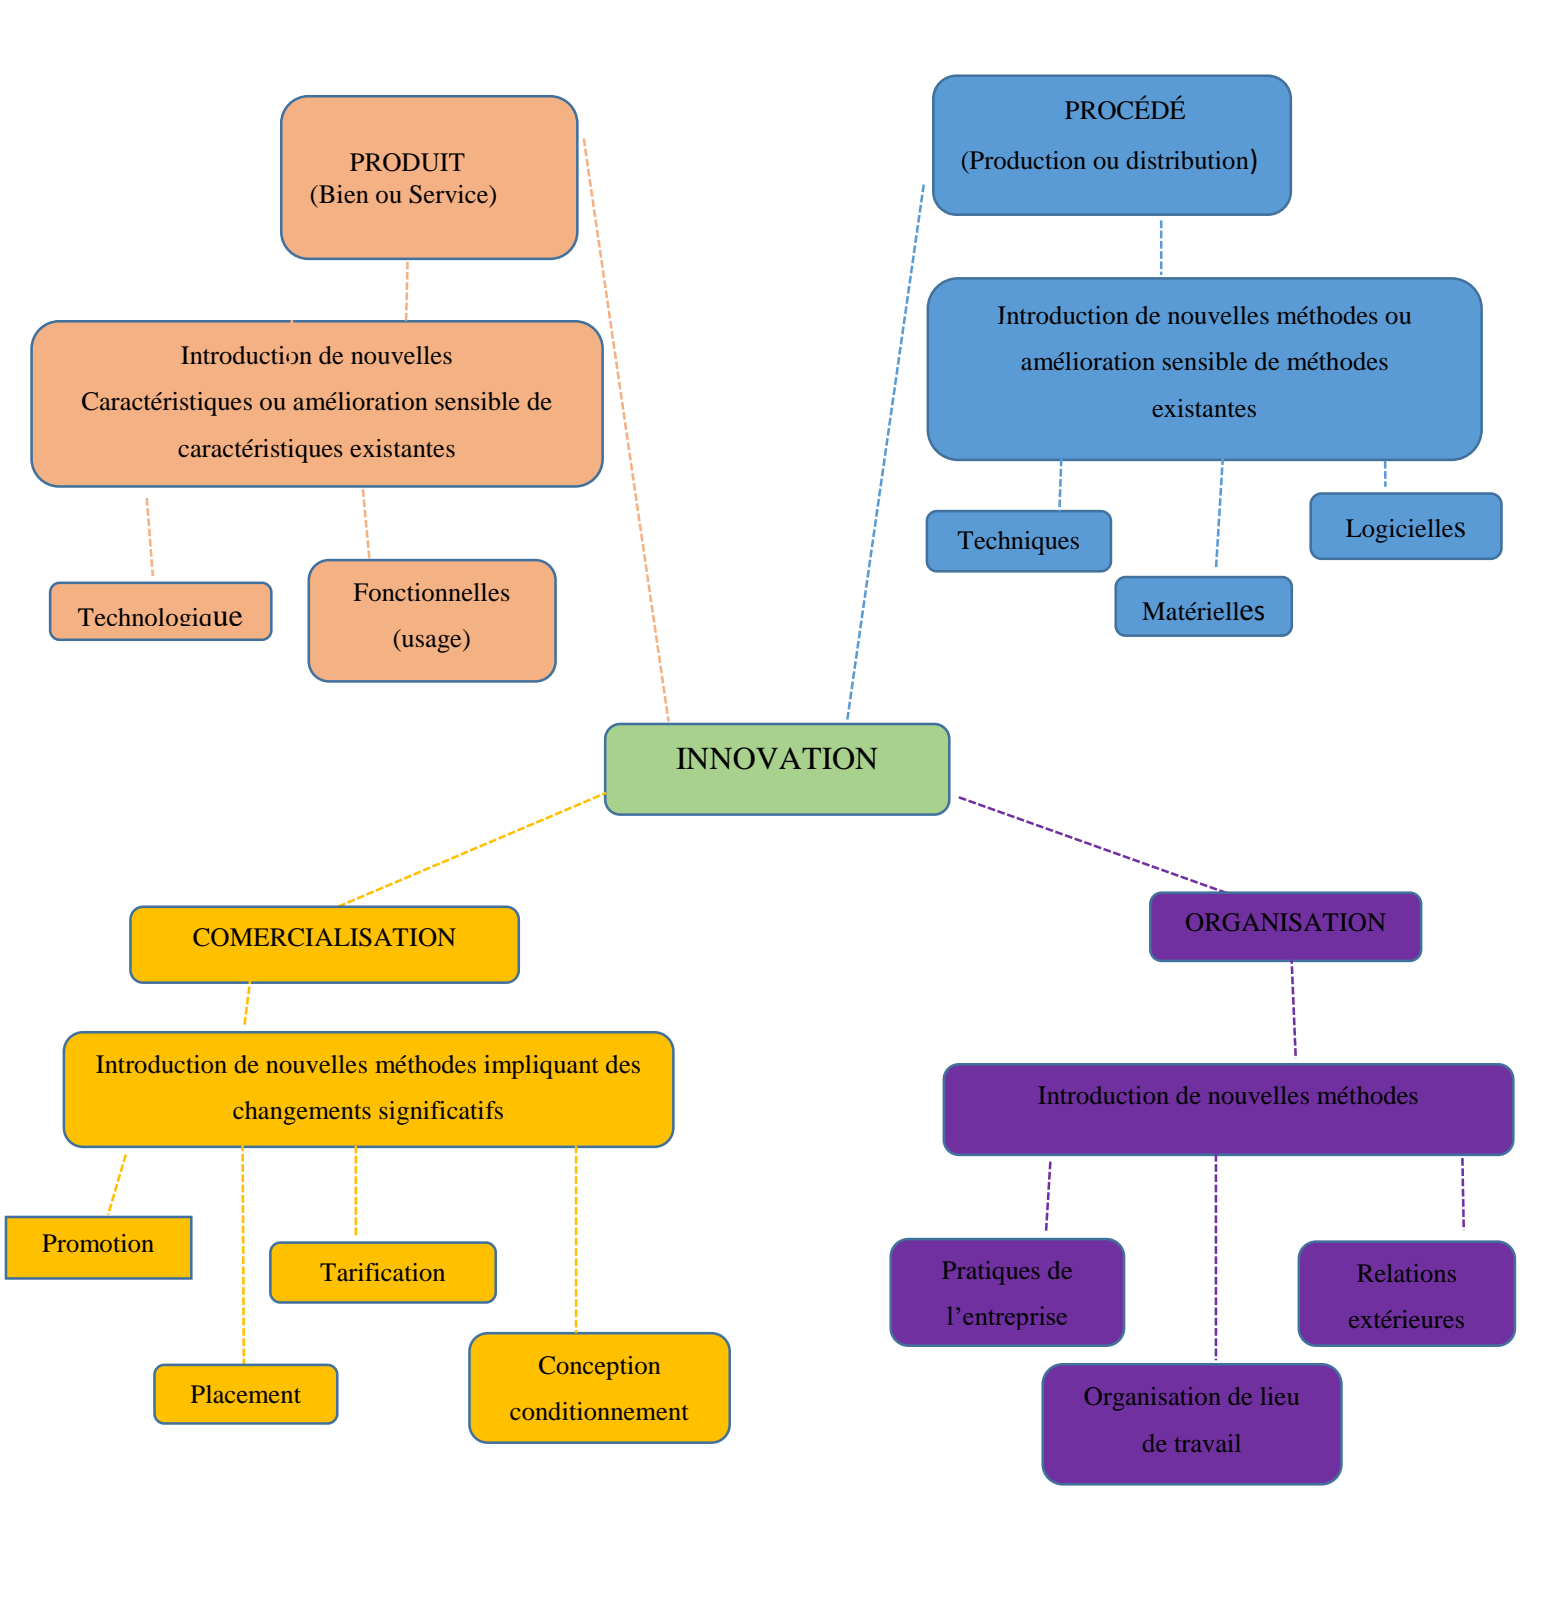 PRODUIT
(Bien ou Service)
Introduction de nouvelles
Caractéristiques ou amélioration sensible de
caractéristiques existantes
Technologique
Fonctionnelles
(usage)
PROCÉDÉ
(Production ou distribution)
Introduction de nouvelles méthodes ou
amélioration sensible de méthodes
existantes
Techniques
Matérielles
Logicielles
INNOVATION
COMERCIALISATION
Introduction de nouvelles méthodes impliquant des
changements significatifs
Promotion
Placement
Tarification
Conception
conditionnement
ORGANISATION
Introduction de nouvelles méthodes
Pratiques de
l’entreprise
Organisation de lieu
de travail
Relations
extérieures